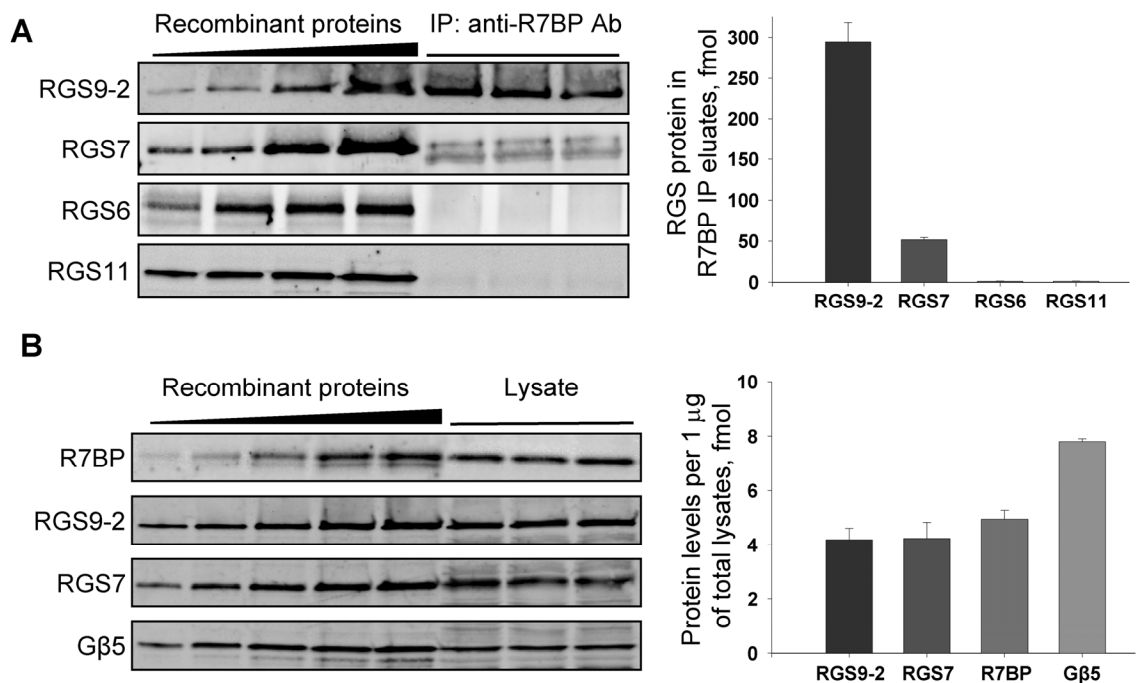 A
Recombinant proteins
IP: anti-R7BP Ab
RGS9-2
RGS7
RGS6
RGS11
RGS protein in
R7BP IP eluates, fmol
300
250
200
150
100
50
0
RGS9-2 RGS7 RGS6 RGS11
B
Recombinant proteins
Lysate
R7BP
RGS9-2
RGS7
Gβ5
Protein levels per 1 μg
of total lysates, fmol
10
8
6
4
2
0
RGS9-2 RGS7 R7BP Gβ5